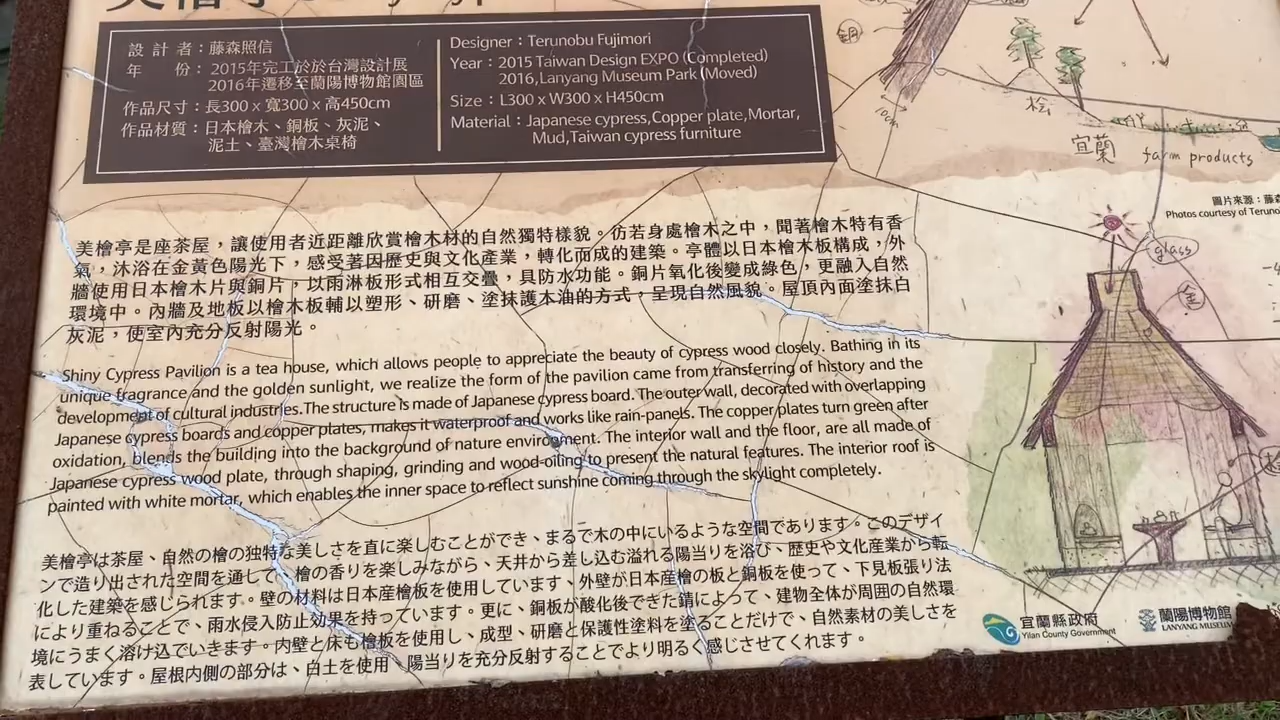 美檜亭
設 計 者：藤森照信
年　　份：2015年完工於於台灣設計展
2016年遷移至蘭陽博物館園區
作品尺寸：長300 x 寬300 x 高450cm
作品材質：日本檜木、銅板、灰泥、
泥土、臺灣檜木桌椅
Designer：Terunobu Fujimori
Year：2015 Taiwan Design EXPO (Completed)
2016,Lanyang Museum Park (Moved)
Size：L300 x W300 x H450cm
Material：Japanese cypress,Copper plate,Mortar,
Mud,Taiwan cypress furniture
銅
桧
宜蘭 farm products
圖片來源：藤森
Photos courtesy of Terun
glass
金
美檜亭是座茶屋，讓使用者近距離欣賞檜木材的自然獨特樣貌。彷若身處檜木之中，聞著檜木特有香
氣，沐浴在金黃色陽光下，感受著因歷史與文化產業，轉化而成的建築。亭體以日本檜木板構成，外
牆使用日本檜木片與銅片，以雨淋板形式相互交疊，具防水功能。銅片氧化後變成綠色，更融入自然
環境中。內牆及地板以檜木板輔以塑形、研磨、塗抹護木油的方式，呈現自然風貌。屋頂內面塗抹白
灰泥，使室內充分反射陽光。
Shiny Cypress Pavilion is a tea house, which allows people to appreciate the beauty of cypress wood closely. Bathing in its
unique fragrance and the golden sunlight, we realize the form of the pavilion came from transferring of history and the
development of cultural industries.The structure is made of Japanese cypress board. The outer wall, decorated with overlapping
Japanese cypress boards and copper plates, makes it waterproof and works like rain-panels. The copper plates turn green after
oxidation, blends the building into the background of nature environment. The interior wall and the floor, are all made of
Japanese cypress wood plate, through shaping, grinding and wood-oiling to present the natural features. The interior roof is
painted with white mortar, which enables the inner space to reflect sunshine coming through the skylight completely.
美檜亭は茶屋、自然の檜の独特な美しさを直に楽しむことができ、まるで木の中にいるような空間であります。このデザイ
ンで造り出された空間を通して、檜の香りを楽しみながら、天井から差し込む溢れる陽当りを浴び、歴史や文化産業から転
化した建築を感じられます。壁の材料は日本産檜板を使用しています、外壁が日本産檜の板と銅板を使って、下見板張り法
により重ねることで、雨水侵入防止効果を持っています。更に、銅板が酸化後できた錆によって、建物全体が周囲の自然環
境にうまく溶け込でいきます。内壁と床も檜板を使用し、成型、研磨と保護性塗料を塗ることだけで、自然素材の美しさを
表しています。屋根内側の部分は、白土を使用、陽当りを充分反射することでより明るく感じさせてくれます。
宜蘭縣政府
Yilan County Government
蘭陽博物館
LANYANG MUSEUM